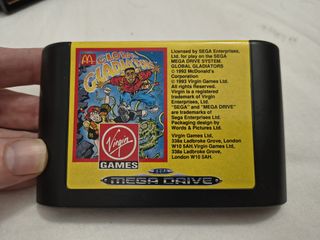 M
GLOBAL
GLADIATORS
Virgin
GAMES
Licensed by SEGA Enterprises,
Ltd. for play on the SEGA
MEGA DRIVE SYSTEM.
GLOBAL GLADIATORS
© 1992 McDonald's
Corporation
© 1993 Virgin Games Ltd.
All rights reserved.
Virgin is a registered
trademark of Virgin
Enterprises, Ltd.
"SEGA" and "MEGA DRIVE"
are trademarks of
Sega Enterprises Ltd.
Packaging design by
Words & Pictures Ltd.
Virgin Games Ltd,
338a Ladbroke Grove, London
W10 5AH. Virgin Games Ltd,
338a Ladbroke Grove,
London W10 5AH.
SEGA
MEGA DRIVE